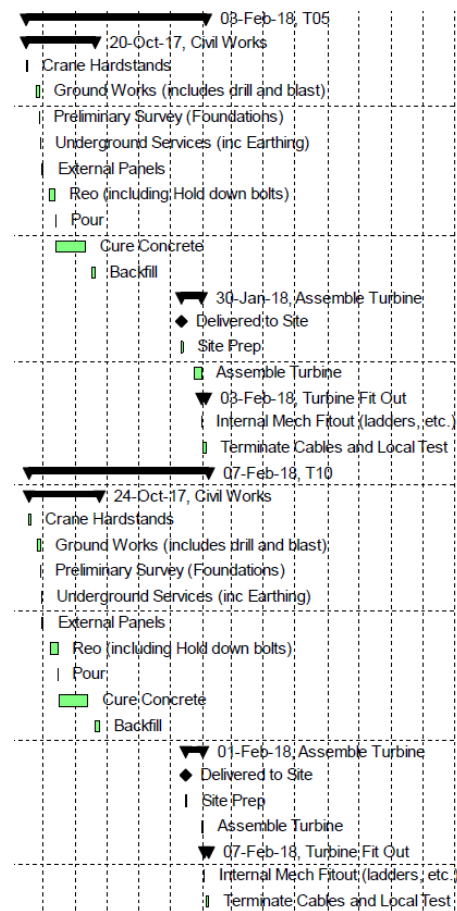 03-Feb-18, T05
20-Oct-17, Civil Works
Crane Hardstands
Ground Works (includes drill and blast)
Preliminary Survey (Foundations)
Underground Services (inc Earthing)
External Panels
Reo (including Hold down bolts)
Pour
Cure Concrete
Backfill
30-Jan-18, Assemble Turbine
Delivered to Site
Site Prep
Assemble Turbine
03-Feb-18, Turbine Fit Out
Internal Mech Fitout (ladders, etc.)
Terminate Cables and Local Test
07-Feb-18, T10
24-Oct-17, Civil Works
Crane Hardstands
Ground Works (includes drill and blast)
Preliminary Survey (Foundations)
Underground Services (inc Earthing)
External Panels
Reo (including Hold down bolts)
Pour
Cure Concrete
Backfill
01-Feb-18, Assemble Turbine
Delivered to Site
Site Prep
Assemble Turbine
07-Feb-18, Turbine Fit Out
Internal Mech Fitout (ladders, etc.)
Terminate Cables and Local Test